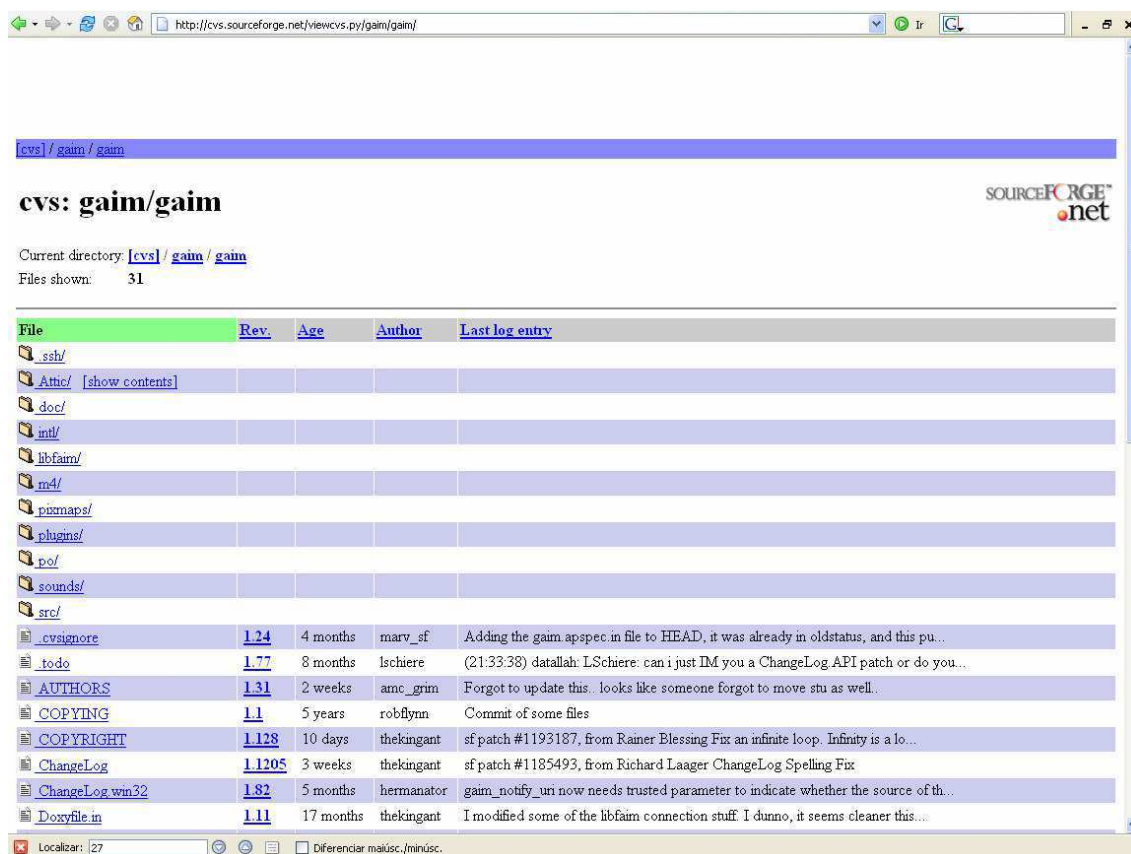 http://cvs.sourceforge.net/viewcvs.py/gaim/gaim/ Ir G
[cvs] / gaim / gaim
cvs: gaim/gaim
SOURCEFORGE™
.net
Current directory: [cvs] / gaim / gaim
Files shown: 31
File Rev. Age Author Last log entry
.ssh/
Attic/ [show contents]
doc/
intl/
libfaim/
m4/
pixmaps/
plugins/
po/
sounds/
src/
.cvsignore 1.24 4 months marv_sf Adding the gaim.apspec.in file to HEAD, it was already in oldstatus, and this pu...
.todo 1.77 8 months lschiere (21:33:38) datallah: LSchiere: can i just IM you a ChangeLog.API patch or do you...
AUTHORS 1.31 2 weeks amc_grim Forgot to update this.. looks like someone forgot to move stu as well..
COPYING 1.1 5 years robflynn Commit of some files
COPYRIGHT 1.128 10 days thekingant sf patch #1193187, from Rainer Blessing Fix an infinite loop. Infinity is a lo...
ChangeLog 1.1205 3 weeks thekingant sf patch #1185493, from Richard Laager ChangeLog Spelling Fix
ChangeLog.win32 1.82 5 months hermanator gaim_notify_uri now needs trusted parameter to indicate whether the source of th...
Doxyfile.in 1.11 17 months thekingant I modified some of the libfaim connection stuff. I dunno, it seems cleaner this...
Localizar: 27 Diferenciar maiúsc./minúsc.